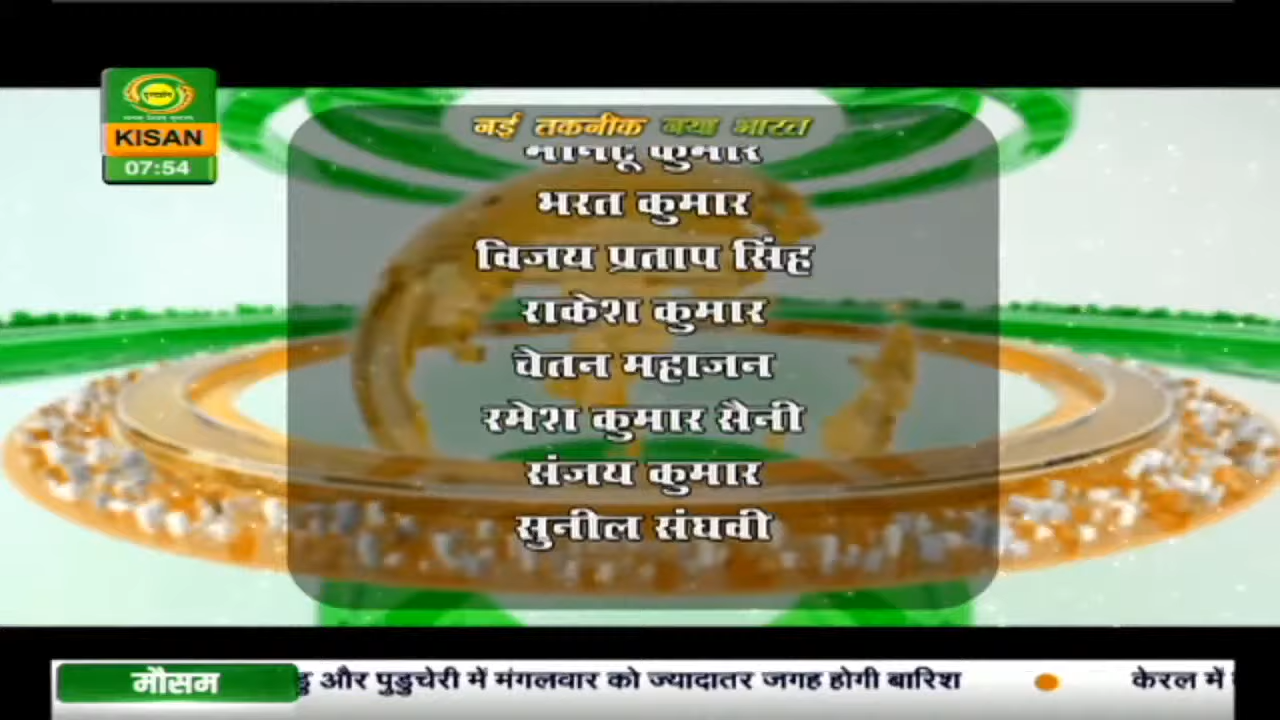 KISAN
07:54
नई तकनीक नया भारत
कुमार
भरत कुमार
विजय प्रताप सिंह
राकेश कुमार
चेतन महाजन
रमेश कुमार सैनी
संजय कुमार
सुनील संघवी
मौसम
और पुडुचेरी में मंगलवार को ज्यादातर जगह होगी बारिश
केरल में